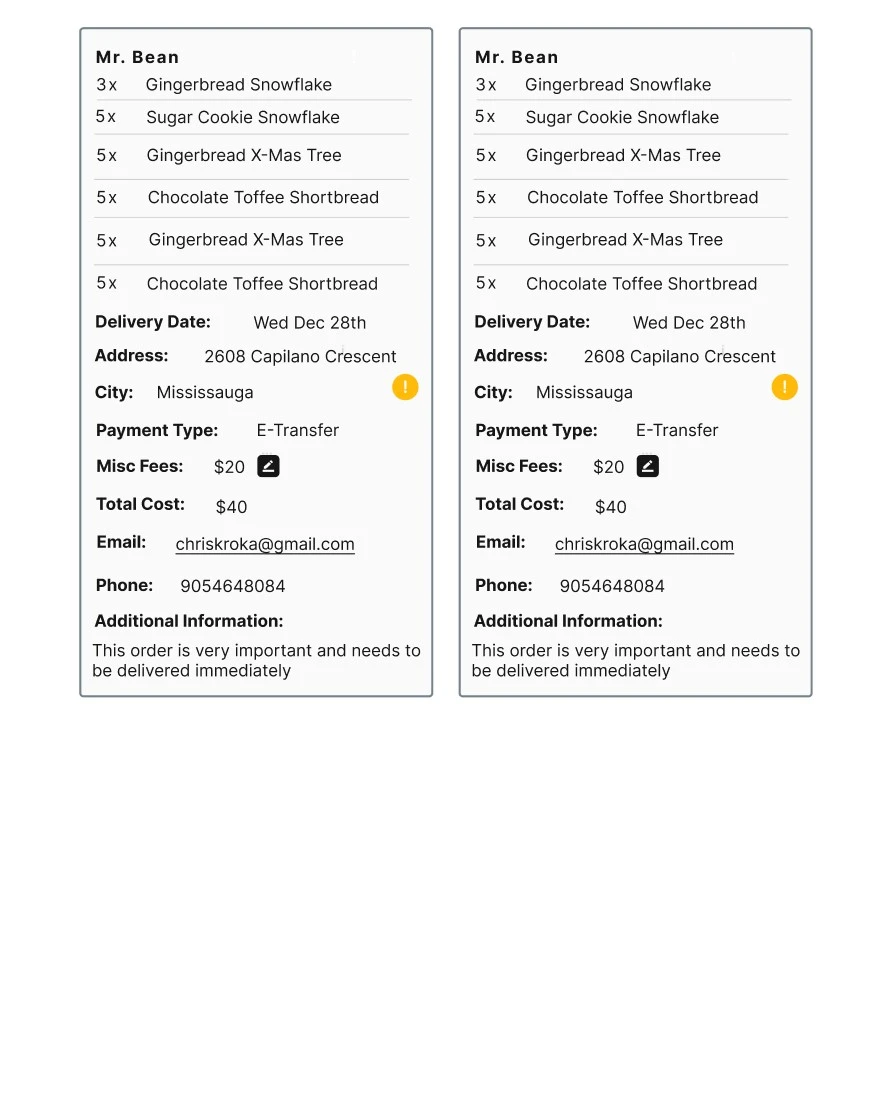 Mr. Bean
3x Gingerbread Snowflake
5x Sugar Cookie Snowflake
5x Gingerbread X-Mas Tree
5x Chocolate Toffee Shortbread
5x Gingerbread X-Mas Tree
5x Chocolate Toffee Shortbread
Delivery Date: Wed Dec 28th
Address: 2608 Capilano Crescent
City: Mississauga
!
Payment Type: E-Transfer
Misc Fees: $20
Total Cost: $40
Email: chriskroka@gmail.com
Phone: 9054648084
Additional Information:
This order is very important and needs to
be delivered immediately
Mr. Bean
3x Gingerbread Snowflake
5x Sugar Cookie Snowflake
5x Gingerbread X-Mas Tree
5x Chocolate Toffee Shortbread
5x Gingerbread X-Mas Tree
5x Chocolate Toffee Shortbread
Delivery Date: Wed Dec 28th
Address: 2608 Capilano Crescent
City: Mississauga
!
Payment Type: E-Transfer
Misc Fees: $20
Total Cost: $40
Email: chriskroka@gmail.com
Phone: 9054648084
Additional Information:
This order is very important and needs to
be delivered immediately